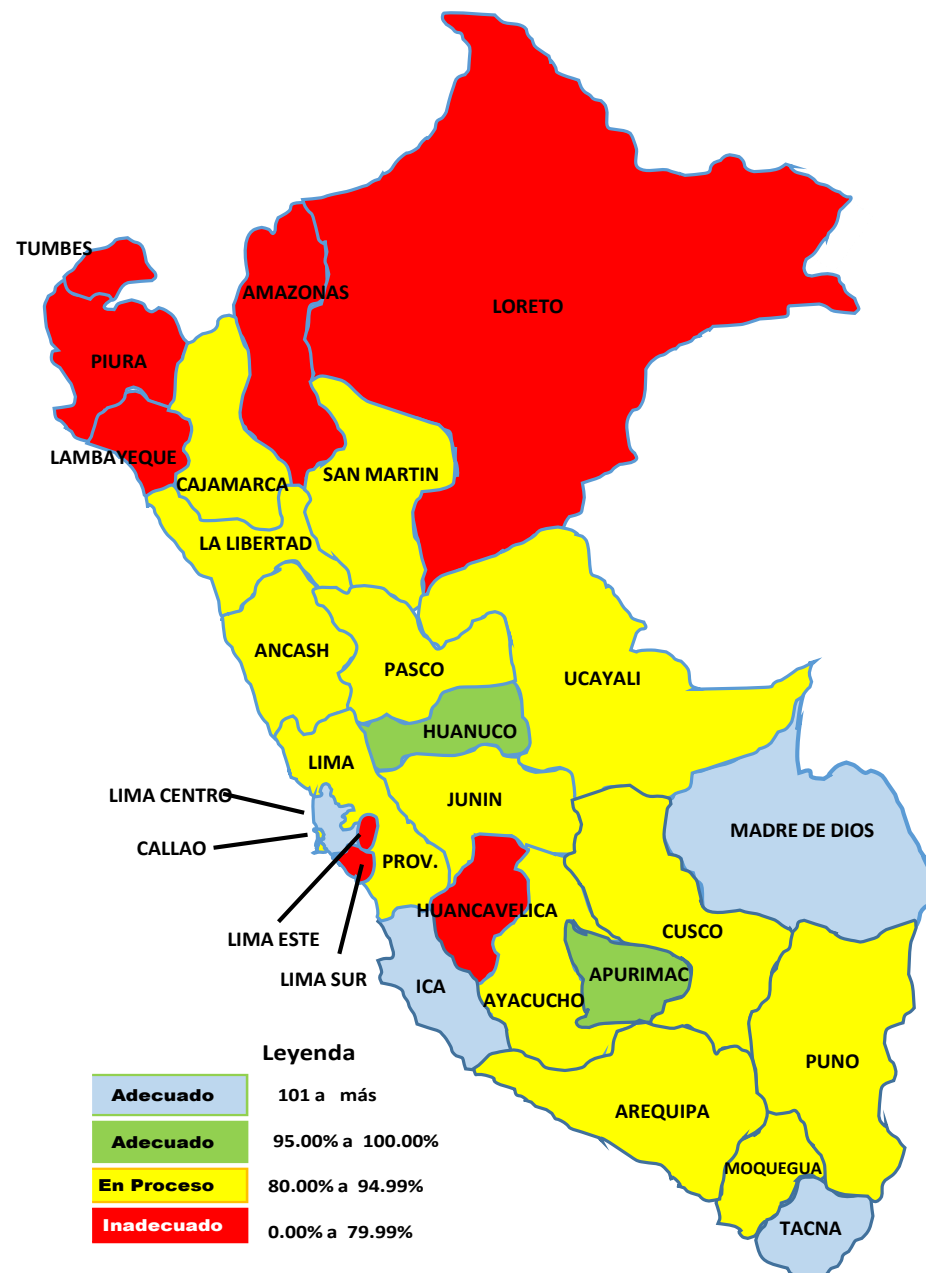 TUMBES
AMAZONAS
LORETO
PIURA
LAMBAYEQUE
CAJAMARCA
SAN MARTIN
LA LIBERTAD
ANCASH
PASCO
UCAYALI
HUANUCO
LIMA
LIMA CENTRO
JUNIN
MADRE DE DIOS
CALLAO
PROV.
HUANCAVELICA
LIMA ESTE
CUSCO
LIMA SUR
APURIMAC
ICA
AYACUCHO
PUNO
AREQUIPA
MOQUEGUA
TACNA
Leyenda
Adecuado 101 a más
Adecuado 95.00% a 100.00%
En Proceso 80.00% a 94.99%
Inadecuado 0.00% a 79.99%